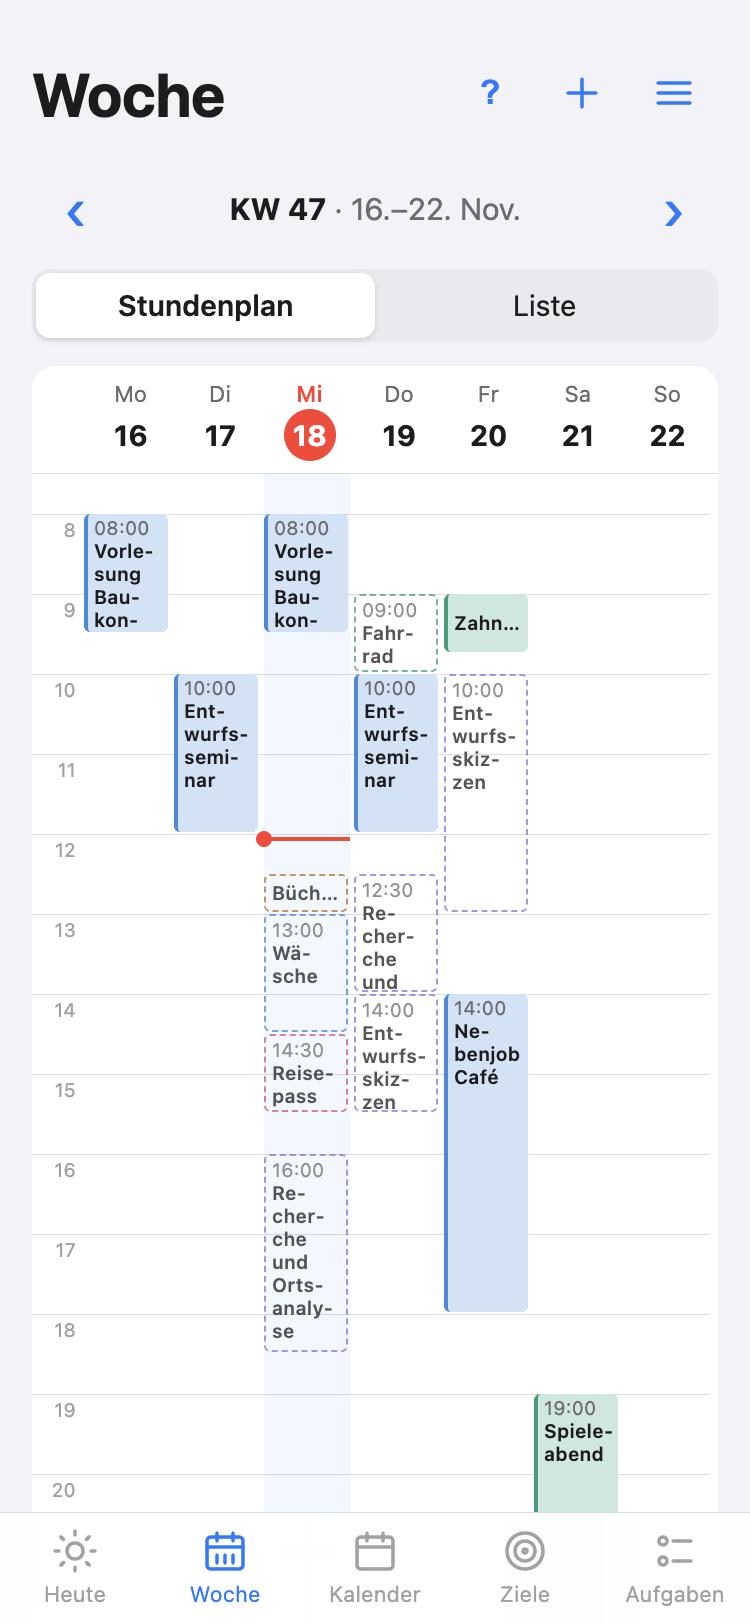 Woche
?
KW 47 · 16.–22. Nov.
Stundenplan
Liste
Mo Di Mi Do Fr Sa So
16 17 18 19 20 21 22
8
08:00
Vorle-
sung
Bau-
kon-
08:00
Vorle-
sung
Bau-
kon-
9
09:00
Fahr-
rad
Zahn...
10
10:00
Ent-
wurfs-
semi-
nar
10:00
Ent-
wurfs-
semi-
nar
10:00
Ent-
wurfs-
skiz-
zen
11
12
Büch...
12:30
Re-
cher-
che
und
13
13:00
Wä-
sche
14
14:00
Ent-
wurfs-
skiz-
zen
14:00
Ne-
benjob
Café
14:30
Reise-
pass
15
16
16:00
Re-
cher-
che
und
Orts-
analy-
se
17
18
19
19:00
Spiele-
abend
20
Heute
Woche
Kalender
Ziele
Aufgaben